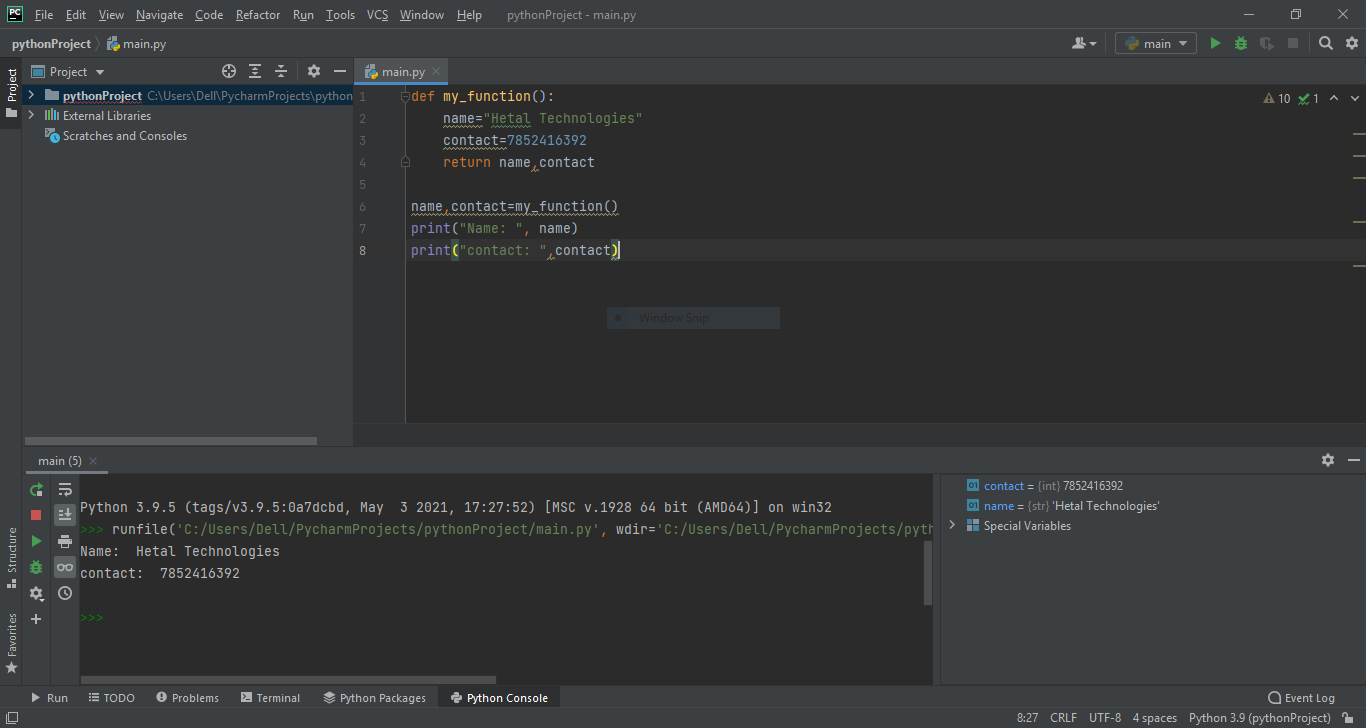 PC File Edit View Navigate Code Refactor Run Tools VCS Window Help pythonProject - main.py
pythonProject main.py main
Project
Project
main.py
pythonProject C:\Users\Dell\PycharmProjects\python
External Libraries
Scratches and Consoles
1 def my_function():
2 name="Hetal Technologies"
3 contact=7852416392
4 return name,contact
5
6 name,contact=my_function()
7 print("Name: ", name)
8 print("contact: ",contact)
10 1
Window Snip
main (5)
Python 3.9.5 (tags/v3.9.5:0a7dcbd, May  3 2021, 17:27:52) [MSC v.1928 64 bit (AMD64)] on win32
>>> runfile('C:/Users/Dell/PycharmProjects/pythonProject/main.py', wdir='C:/Users/Dell/PycharmProjects/pyth
Name:  Hetal Technologies
contact:  7852416392
>>>
01 contact = {int} 7852416392
01 name = {str} 'Hetal Technologies'
Special Variables
Structure
Favorites
Run TODO Problems Terminal Python Packages Python Console Event Log
8:27 CRLF UTF-8 4 spaces Python 3.9 (pythonProject)